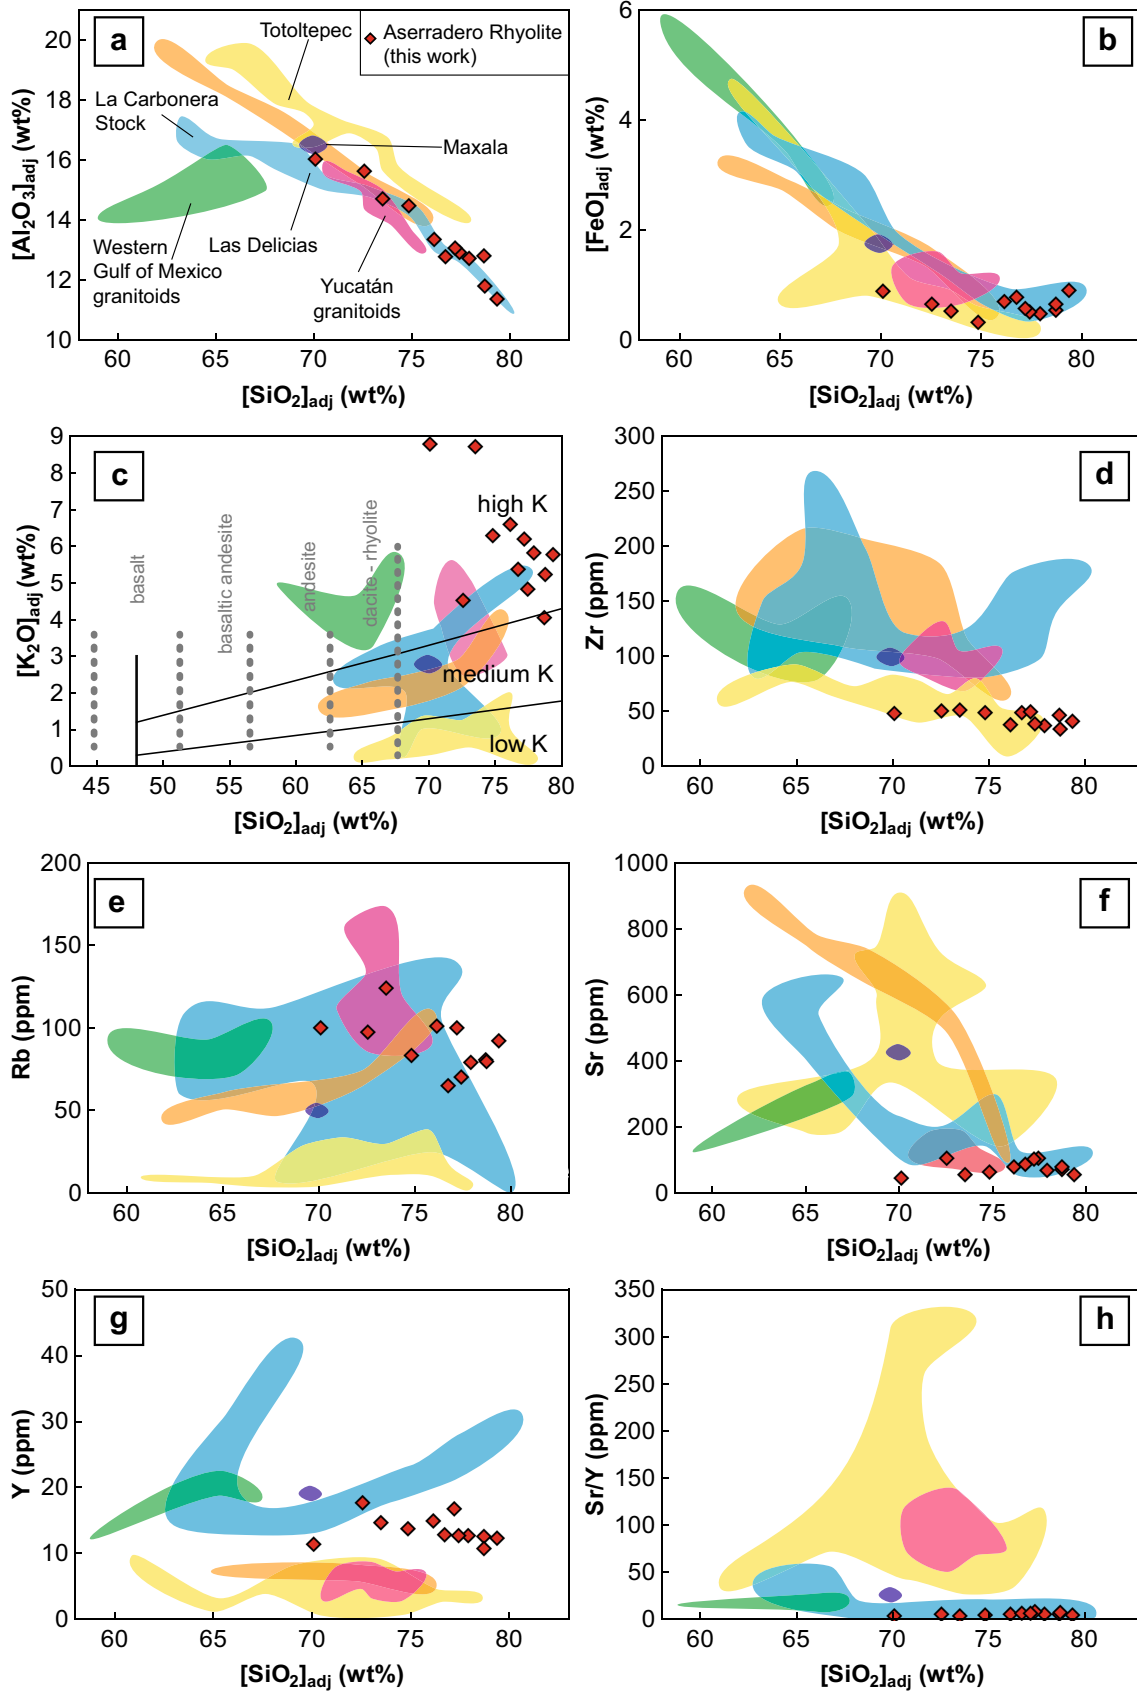 a
Totoltepec
Aserradero Rhyolite
(this work)
La Carbonera
Stock
Maxala
Las Delicias
Western
Gulf of Mexico
granitoids
Yucatán
granitoids
20
18
16
14
12
10
60 65 70 75 80
[Al2O3]adj (wt%)
[SiO2]adj (wt%)
b
6
4
2
0
60 65 70 75 80
[FeO]adj (wt%)
[SiO2]adj (wt%)
c
9
8
7
6
5
4
3
2
1
0
45 50 55 60 65 70 75 80
basalt
basaltic andesite
andesite
dacite - rhyolite
high K
medium K
low K
[K2O]adj (wt%)
[SiO2]adj (wt%)
d
300
250
200
150
100
50
0
60 65 70 75 80
Zr (ppm)
[SiO2]adj (wt%)
e
200
150
100
50
0
60 65 70 75 80
Rb (ppm)
[SiO2]adj (wt%)
f
1000
800
600
400
200
0
60 65 70 75 80
Sr (ppm)
[SiO2]adj (wt%)
g
50
40
30
20
10
0
60 65 70 75 80
Y (ppm)
[SiO2]adj (wt%)
h
350
300
250
200
150
100
50
0
60 65 70 75 80
Sr/Y (ppm)
[SiO2]adj (wt%)